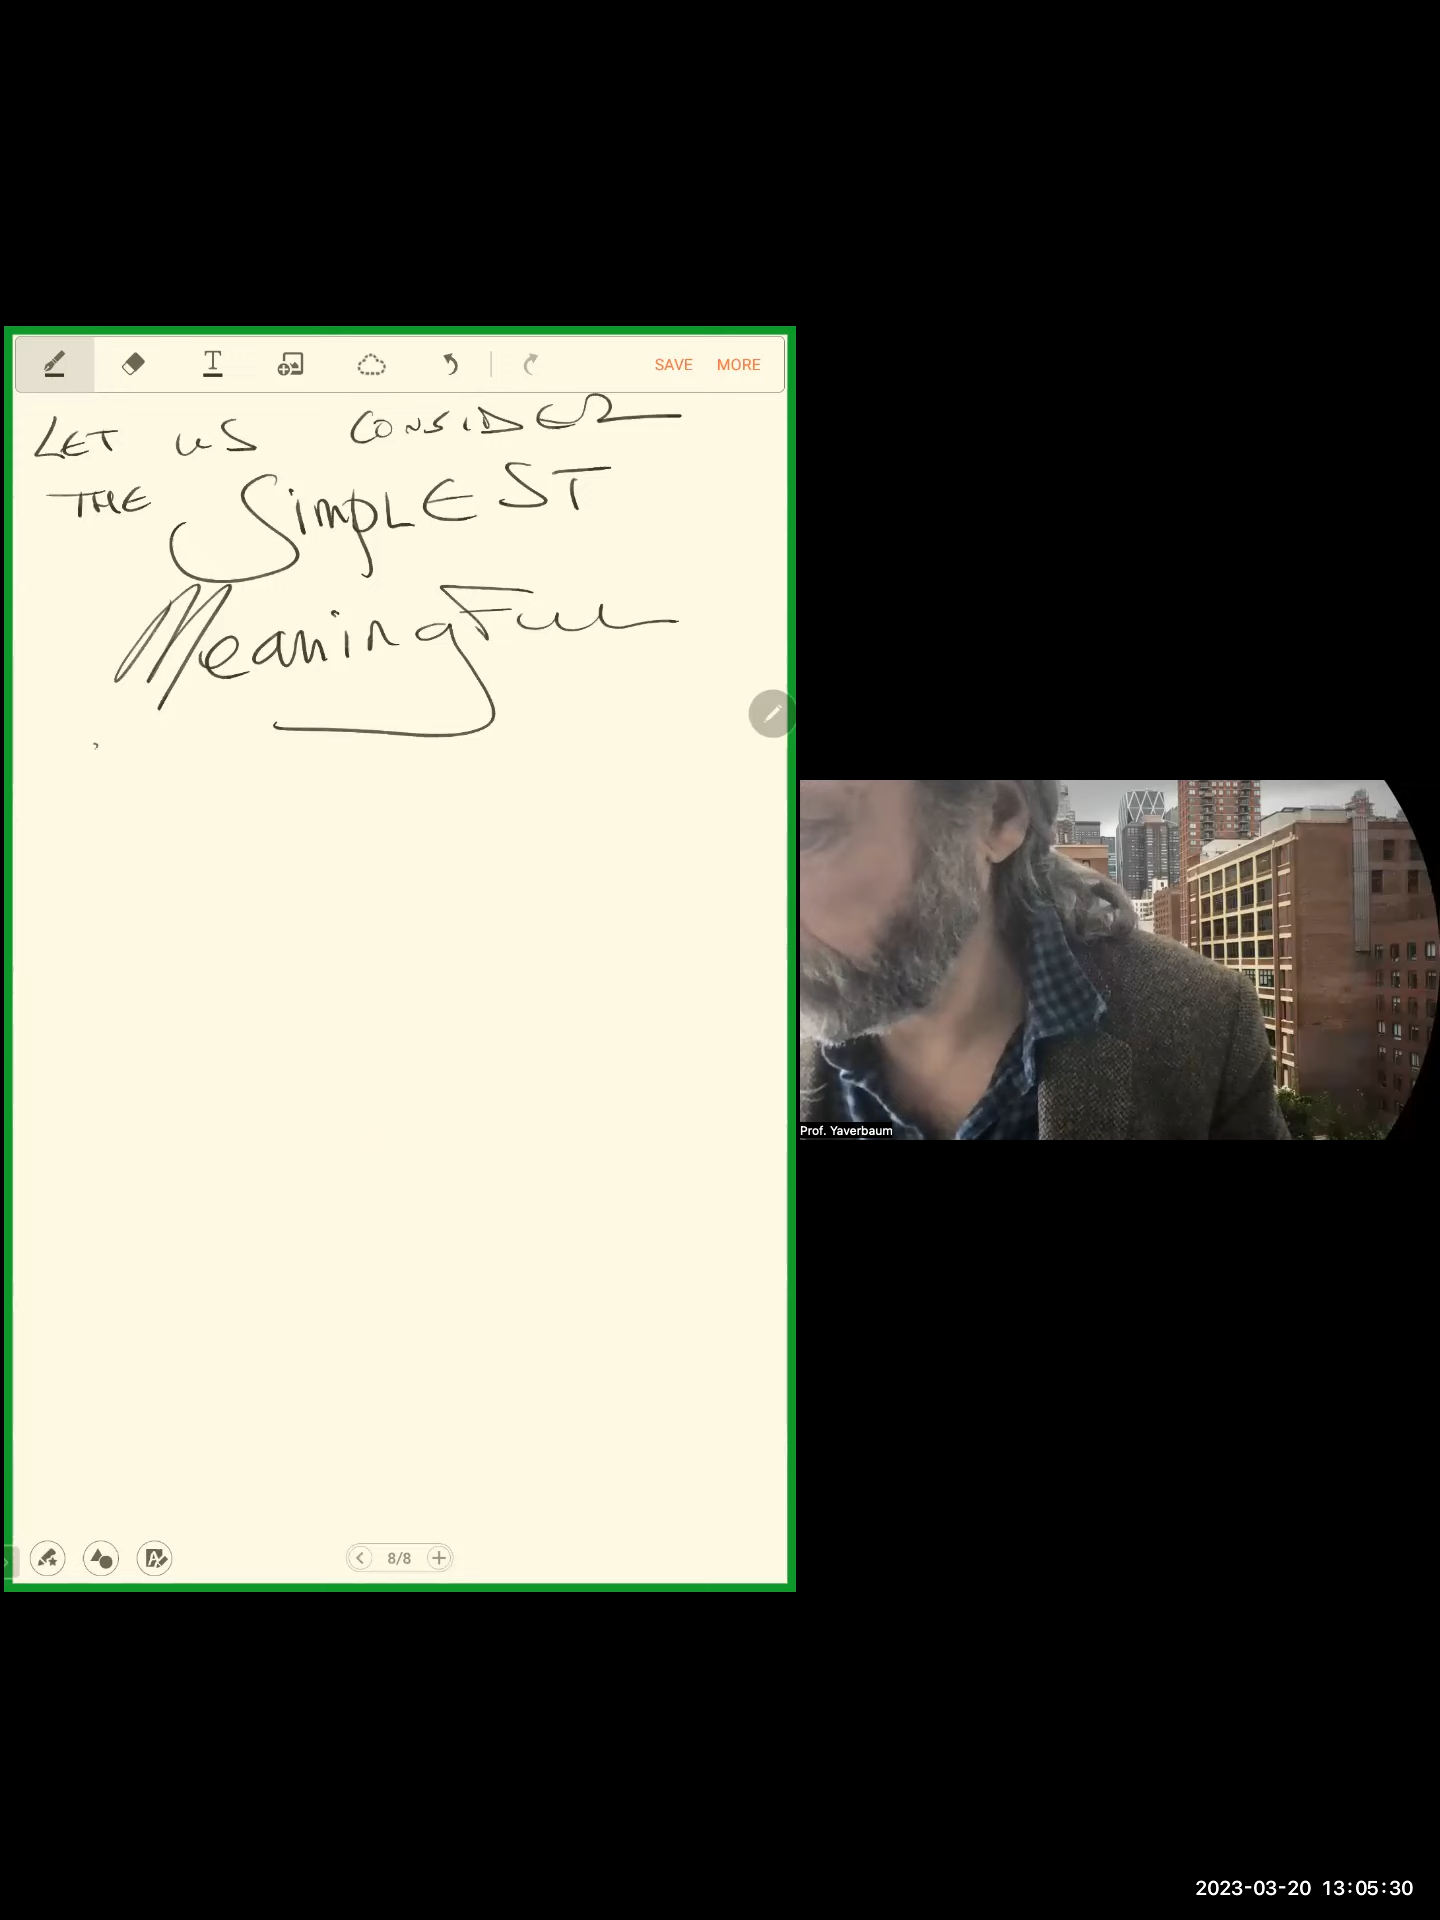 SAVE MORE
LET US CONSIDER
THE SimpLEST
MeaningFul
Prof. Yaverbaum
8/8
2023-03-20 13:05:30